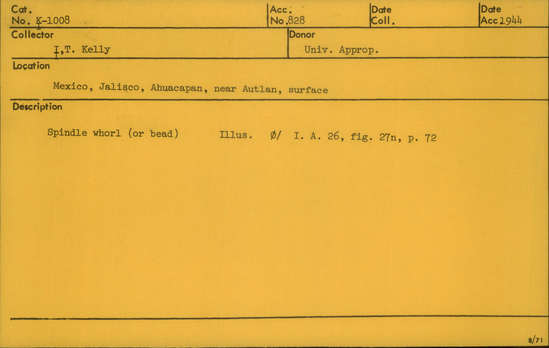 Cat. Acc. Date Date
No. K-1008 No. 828 Coll. Acc 1944
Collector Donor
I.T. Kelly Univ. Approp.
Location
Mexico, Jalisco, Ahuacapan, near Autlan, surface
Description
Spindle whorl (or bead) Illus. Ø/ I. A. 26, fig. 27n, p. 72
8/71